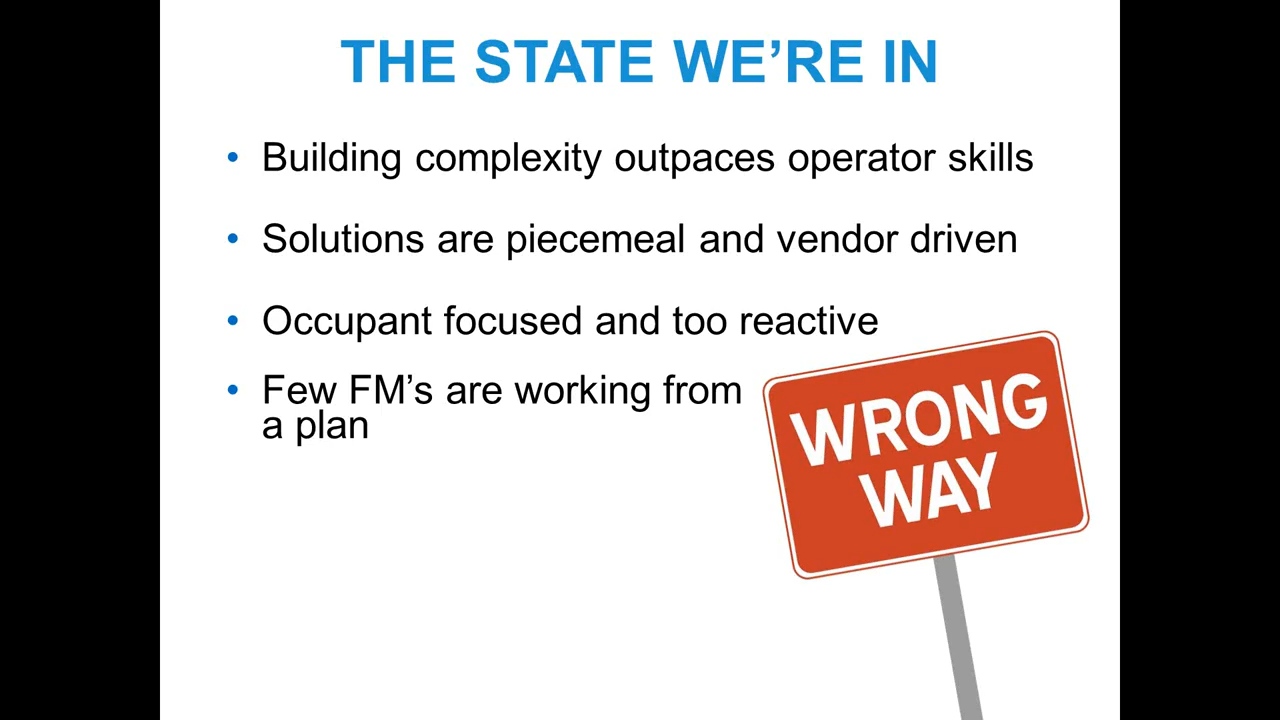 THE STATE WE’RE IN
• Building complexity outpaces operator skills
• Solutions are piecemeal and vendor driven
• Occupant focused and too reactive
• Few FM’s are working from
a plan
WRONG
WAY